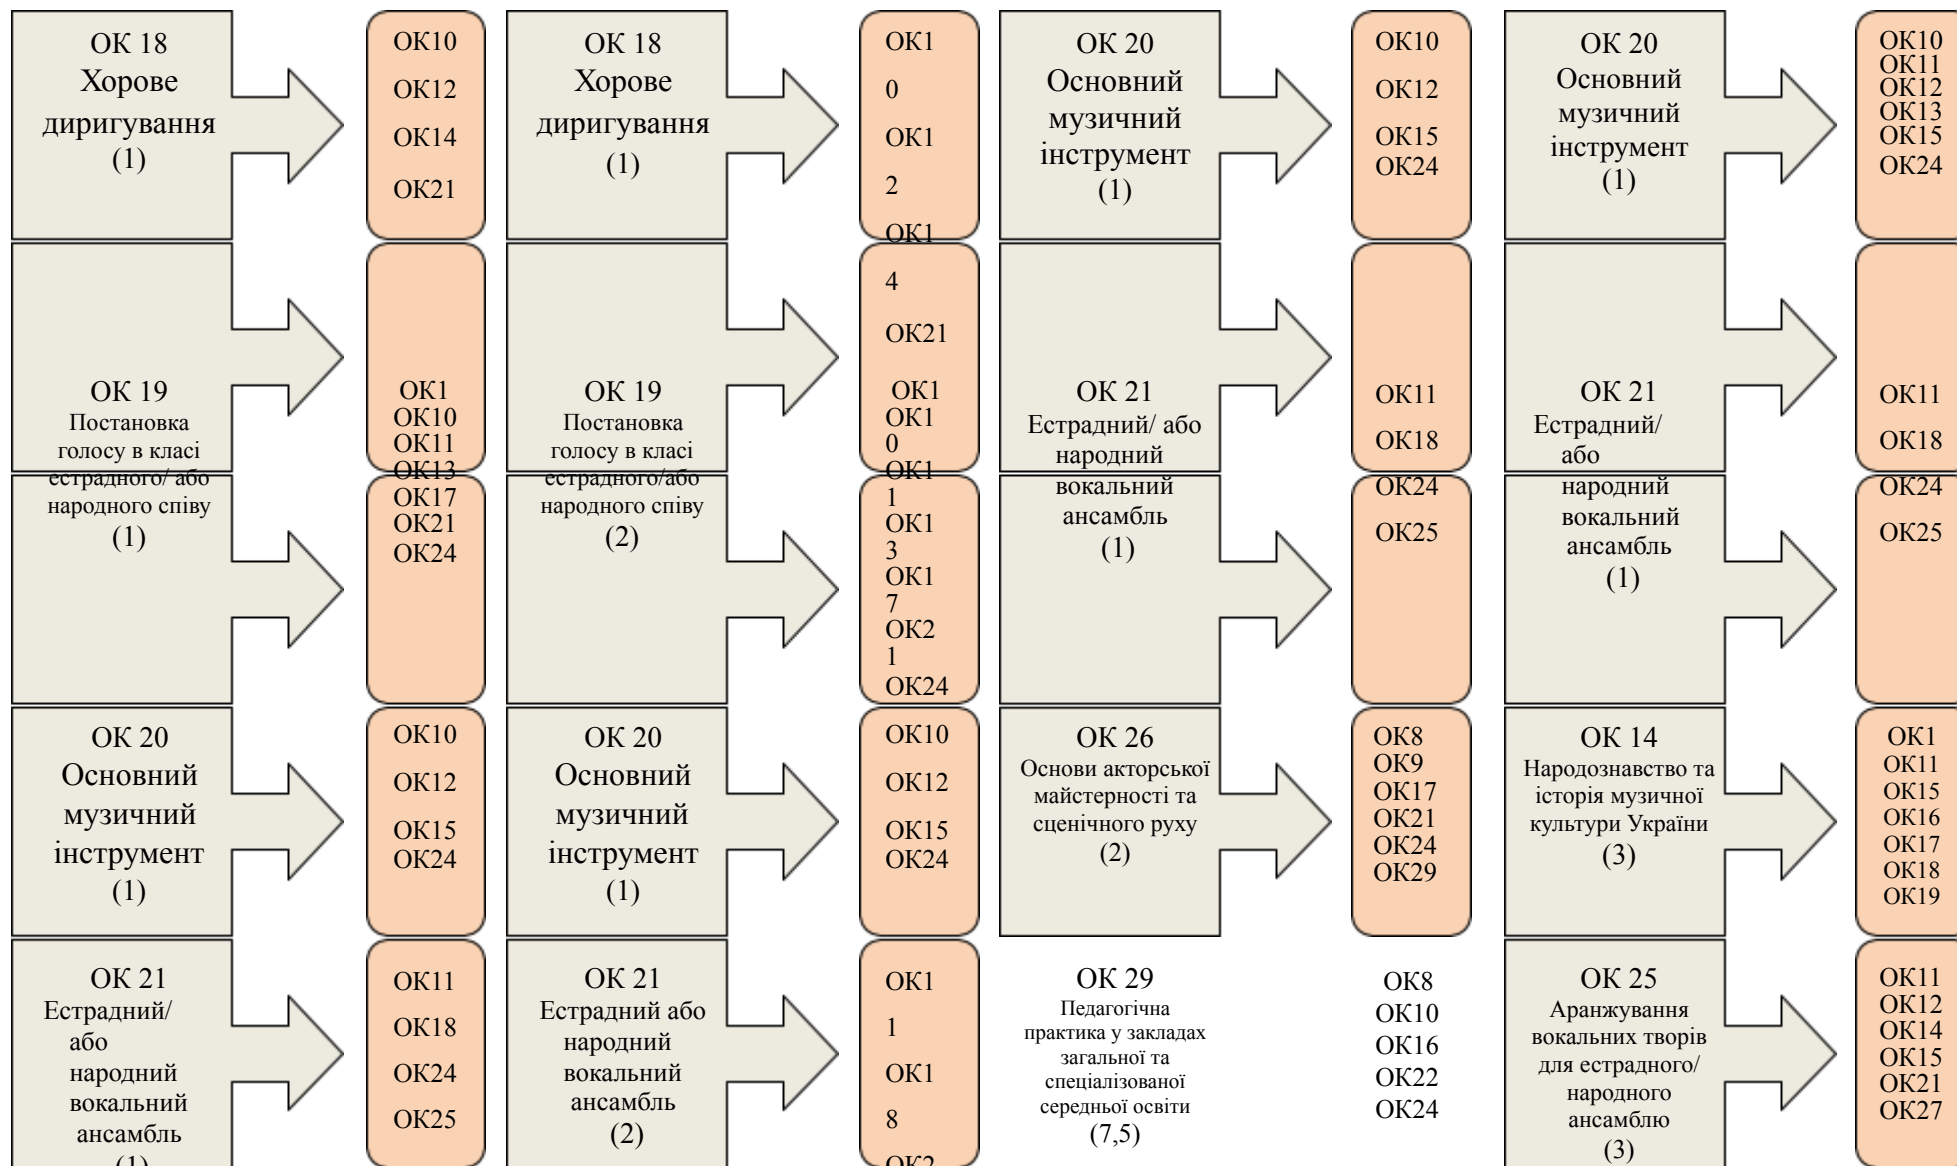 ОК 18
Хорове
диригування
(1)
ОК10
ОК12
ОК14
ОК21
ОК 18
Хорове
диригування
(1)
ОК1
0
ОК1
2
ОК1
4
ОК21
ОК 20
Основний
музичний
інструмент
(1)
ОК10
ОК12
ОК15
ОК24
ОК 20
Основний
музичний
інструмент
(1)
ОК10
ОК11
ОК12
ОК13
ОК15
ОК24
ОК 19
Постановка
голосу в класі
естрадного/ або
народного співу
(1)
ОК1
ОК10
ОК11
ОК13
ОК17
ОК21
ОК24
ОК 19
Постановка
голосу в класі
естрадного/або
народного співу
(2)
ОК1
ОК1
0
ОК1
1
ОК1
3
ОК1
7
ОК2
1
ОК24
ОК 21
Естрадний/ або
народний
вокальний
ансамбль
(1)
ОК11
ОК18
ОК24
ОК25
ОК 21
Естрадний/
або
народний
вокальний
ансамбль
(1)
ОК11
ОК18
ОК24
ОК25
ОК 20
Основний
музичний
інструмент
(1)
ОК10
ОК12
ОК15
ОК24
ОК 20
Основний
музичний
інструмент
(1)
ОК10
ОК12
ОК15
ОК24
ОК 26
Основи акторської
майстерності та
сценічного руху
(2)
ОК8
ОК9
ОК17
ОК21
ОК24
ОК29
ОК 14
Народознавство та
історія музичної
культури України
(3)
ОК1
ОК11
ОК15
ОК16
ОК17
ОК18
ОК19
ОК 21
Естрадний/
або
народний
вокальний
ансамбль
(1)
ОК11
ОК18
ОК24
ОК25
ОК 21
Естрадний або
народний
вокальний
ансамбль
(2)
ОК1
1
ОК1
8
ОК2
ОК 29
Педагогічна
практика у закладах
загальної та
спеціалізованої
середньої освіти
(7,5)
ОК8
ОК10
ОК16
ОК22
ОК24
ОК 25
Аранжування
вокальних творів
для естрадного/
народного
ансамблю
(3)
ОК11
ОК12
ОК14
ОК15
ОК21
ОК27